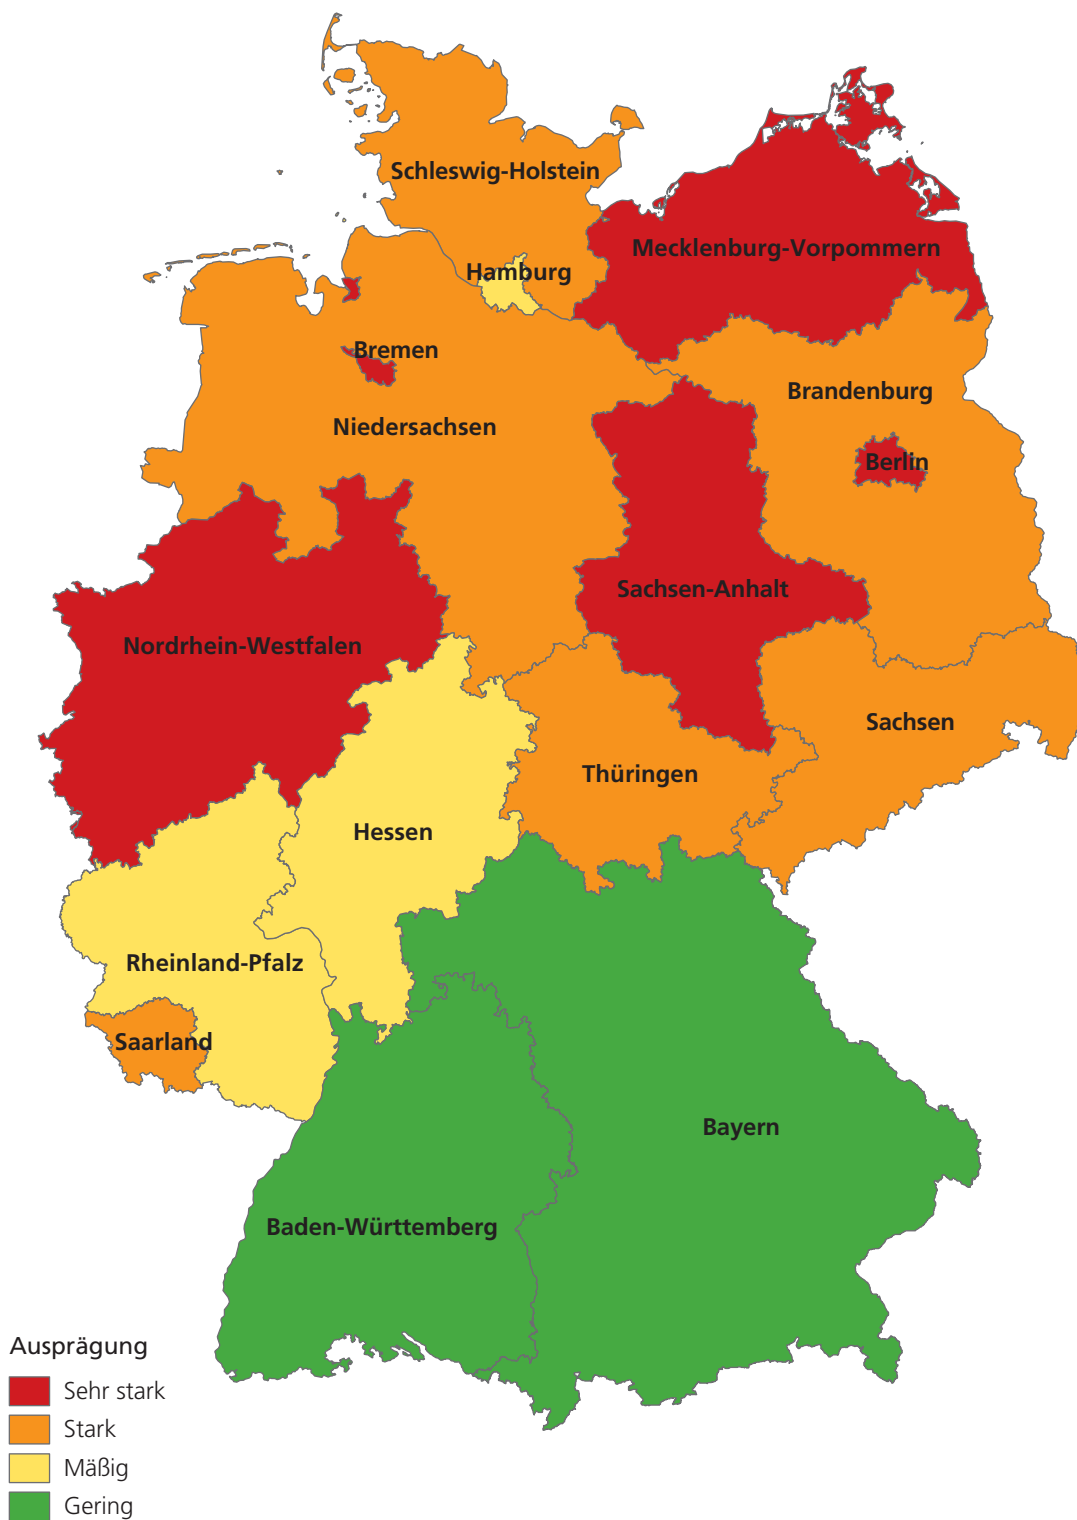 Schleswig-Holstein
Mecklenburg-Vorpommern
Hamburg
Bremen
Brandenburg
Niedersachsen
Berlin
Sachsen-Anhalt
Nordrhein-Westfalen
Sachsen
Thüringen
Hessen
Rheinland-Pfalz
Saarland
Bayern
Baden-Württemberg
Ausprägung
Sehr stark
Stark
Mäßig
Gering